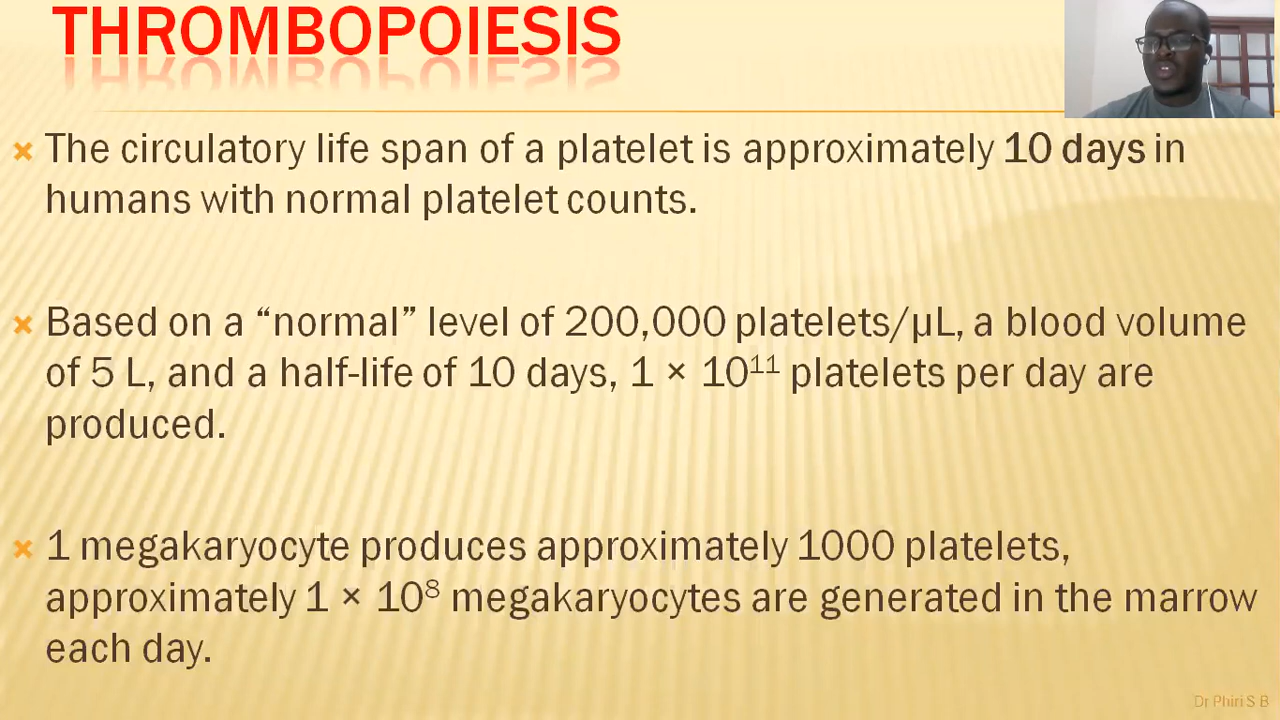 THROMBOPOIESIS
The circulatory life span of a platelet is approximately 10 days in
humans with normal platelet counts.
Based on a “normal” level of 200,000 platelets/µL, a blood volume
of 5 L, and a half-life of 10 days, 1 × 10¹¹ platelets per day are
produced.
1 megakaryocyte produces approximately 1000 platelets,
approximately 1 × 10⁸ megakaryocytes are generated in the marrow
each day.
Dr Phiri S B